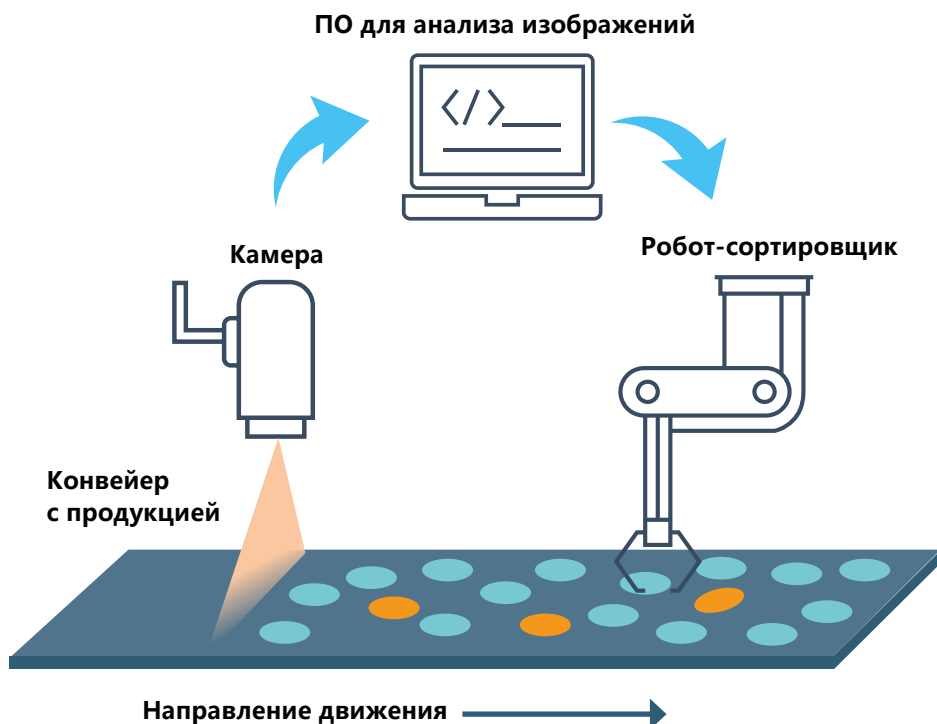 ПО для анализа изображений
</>
Камера
Робот-сортировщик
Конвейер
с продукцией
Направление движения